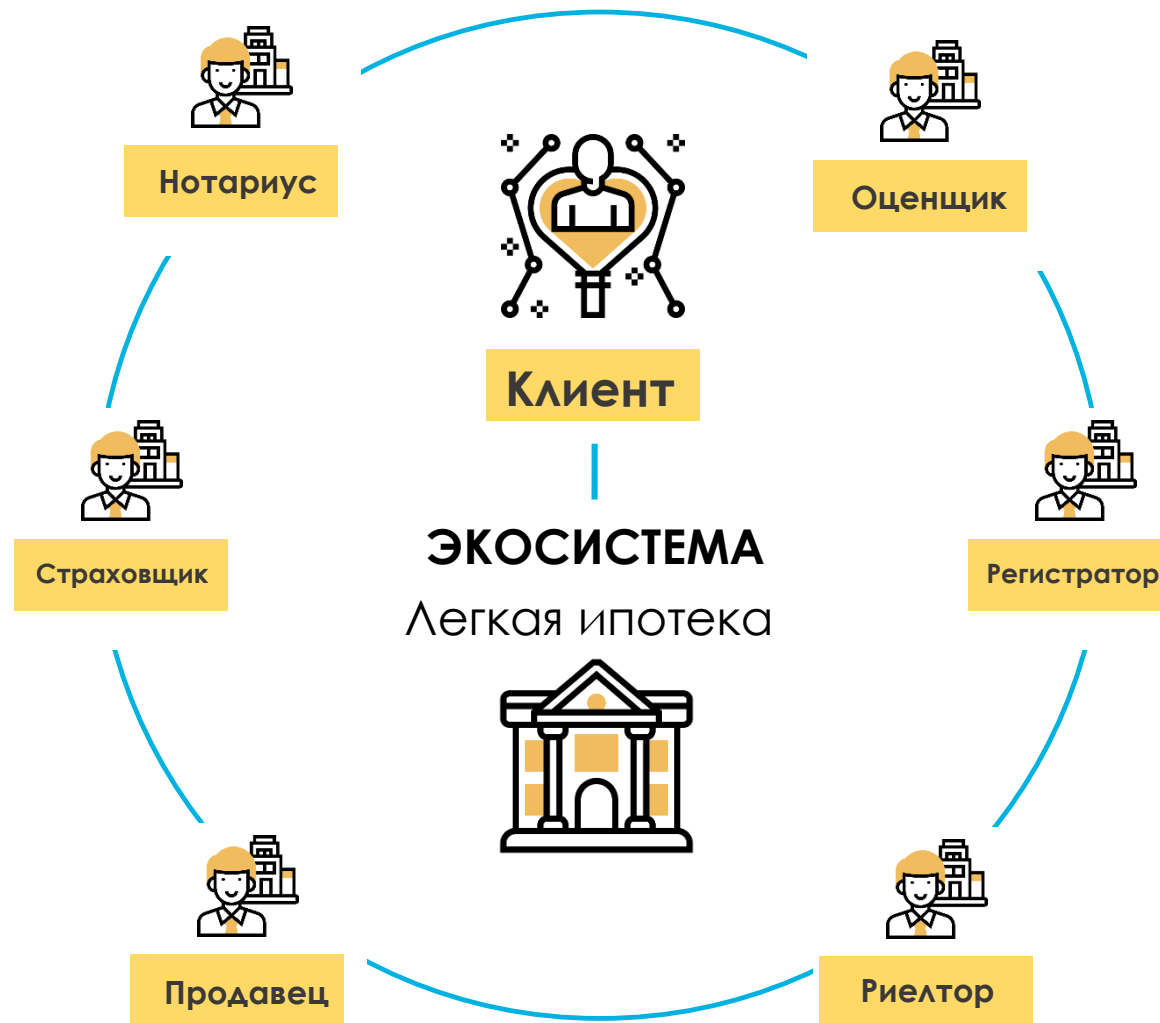 Нотариус
Оценщик
Клиент
Страховщик
ЭКОСИСТЕМА
Легкая ипотека
Регистратор
Продавец
Риелтор